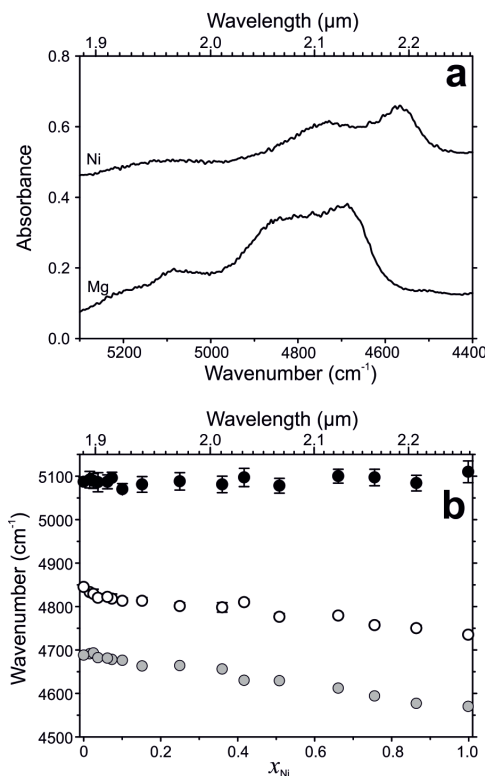 Wavelength (µm)
1.9 2.0 2.1 2.2
a
0.8
0.6
0.4
0.2
0.0
Absorbance
Ni
Mg
5200 5000 4800 4600 4400
Wavenumber (cm-1)
Wavelength (µm)
1.9 2.0 2.1 2.2
b
5100
5000
4900
4800
4700
4600
4500
Wavenumber (cm-1)
0 0.2 0.4 0.6 0.8 1.0
xNi